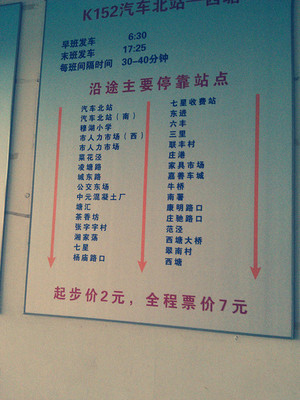 K152汽车北站—西塘
早班发车 6:30
末班发车 17:25
每班间隔时间 30-40分钟
沿途主要停靠站点
汽车北站
汽车北站（南）
穆湖小学
市人力市场（西）
市人力市场
菜花泾
凌塘路
城东路
公交东场
中元混凝土厂
塘汇
茶香坊
张字字村
湘家荡
七星
杨庙路口
七星收费站
东进
六丰
三里
联丰村
庄港
家具市场
嘉善车城
牛桥
南署
康明路口
庄驰路口
范泾
西塘大桥
翠南村
西塘
起步价2元，全程票价7元